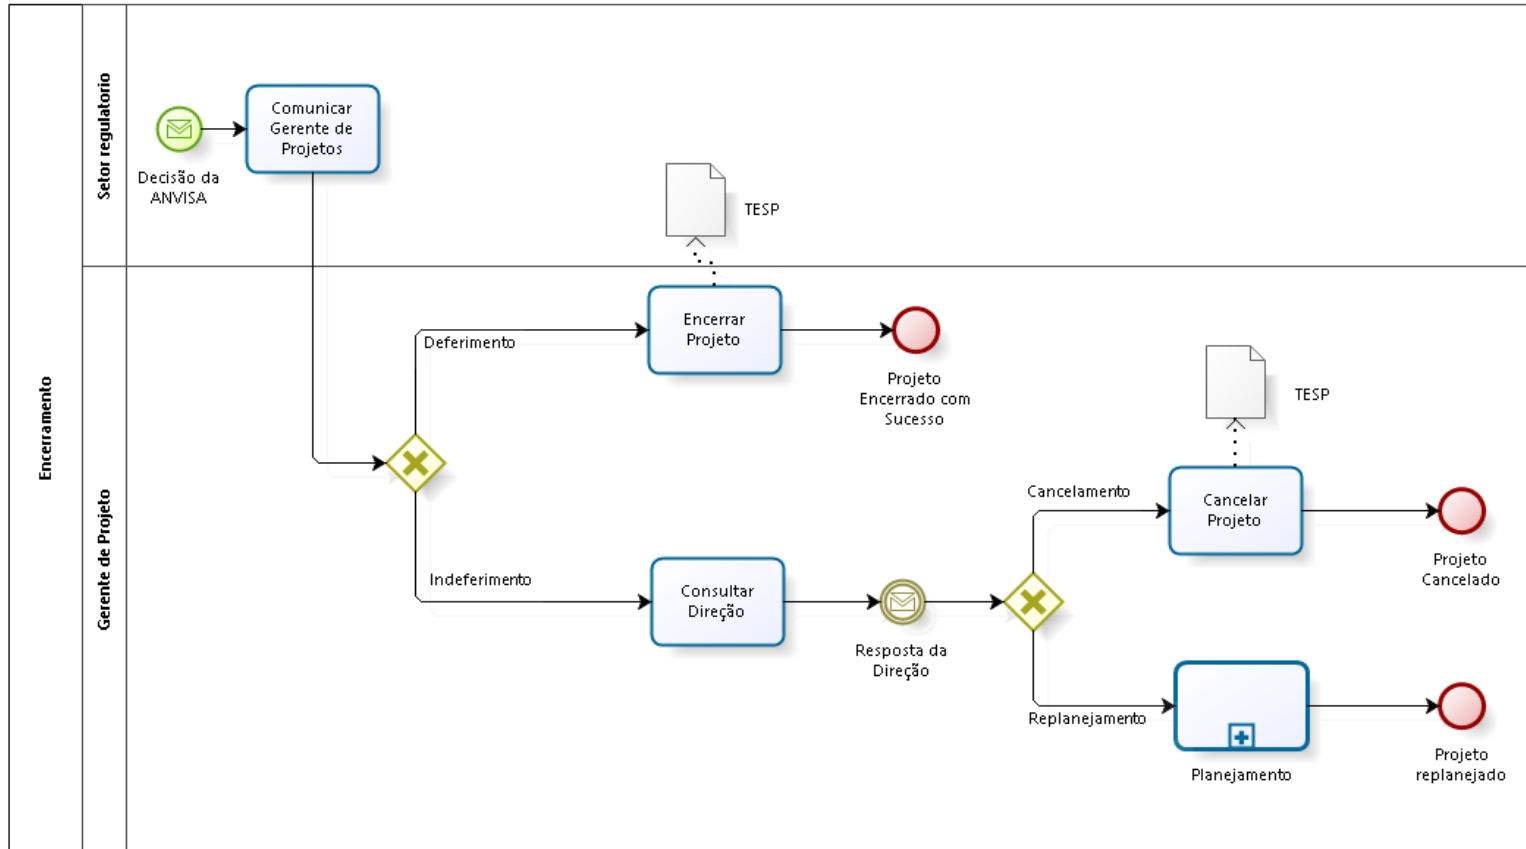 Encerramento
Setor regulatorio
Gerente de Projeto
Decisão da
ANVISA
Comunicar
Gerente de
Projetos
TESP
Deferimento
Encerrar
Projeto
Projeto
Encerrado com
Sucesso
Indeferimento
Consultar
Direção
Resposta da
Direção
Cancelamento
TESP
Cancelar
Projeto
Projeto
Cancelado
Replanejamento
Planejamento
Projeto
replanejado